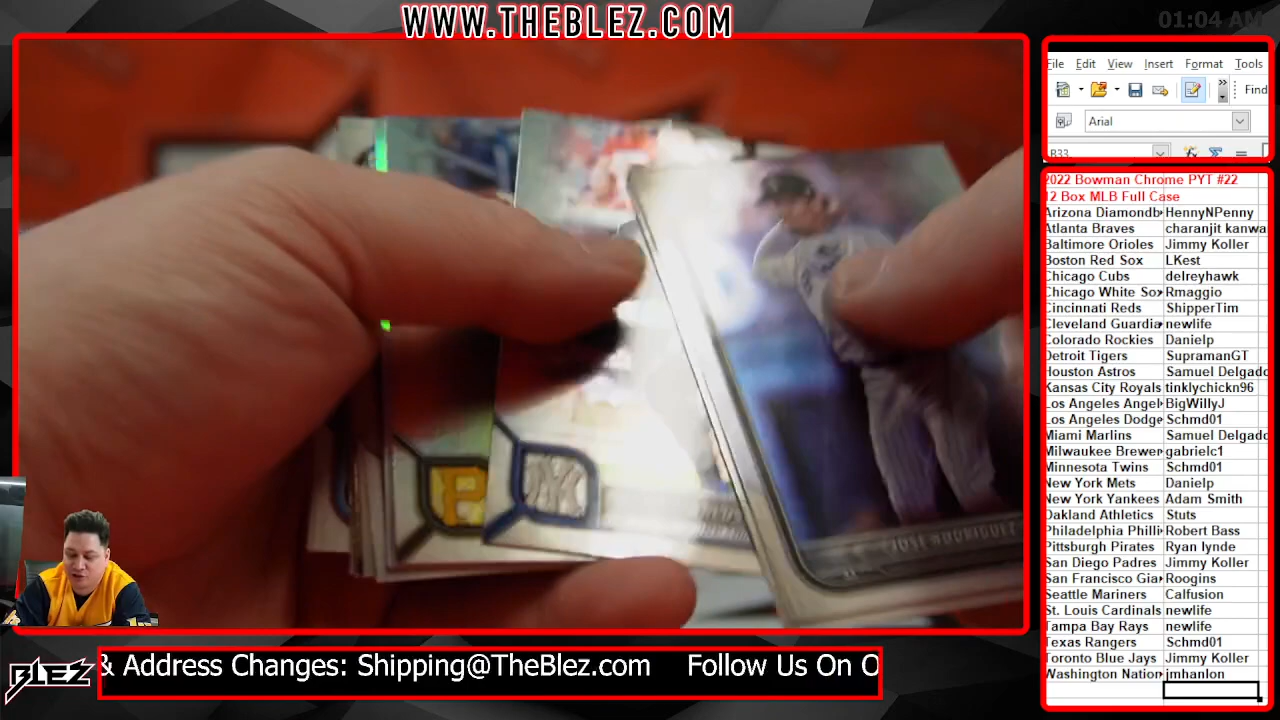 WWW.THEBLEZ.COM
01:04 AM
File Edit View Insert Format Tools
Find
Arial
B33
2022 Bowman Chrome PYT #22
12 Box MLB Full Case
Arizona Diamondb HennyNPenny
Atlanta Braves charanjit kanwa
Baltimore Orioles Jimmy Koller
Boston Red Sox LKest
Chicago Cubs delreyhawk
Chicago White Sox Rmaggio
Cincinnati Reds ShipperTim
Cleveland Guardia newlife
Colorado Rockies Danielp
Detroit Tigers SupramanGT
Houston Astros Samuel Delgado
Kansas City Royals tinklychickn96
Los Angeles Angel BigWillyJ
Los Angeles Dodge Schmd01
Miami Marlins Samuel Delgado
Milwaukee Brewer gabrielc1
Minnesota Twins Schmd01
New York Mets Danielp
New York Yankees Adam Smith
Oakland Athletics Stuts
Philadelphia Philli Robert Bass
Pittsburgh Pirates Ryan lynde
San Diego Padres Jimmy Koller
San Francisco Gia Roogins
Seattle Mariners Calfusion
St. Louis Cardinals newlife
Tampa Bay Rays newlife
Texas Rangers Schmd01
Toronto Blue Jays Jimmy Koller
Washington Nation jmhanlon
P
NY
JOSE RODRIGUEZ
BLEZ
& Address Changes: Shipping@TheBlez.com Follow Us On O